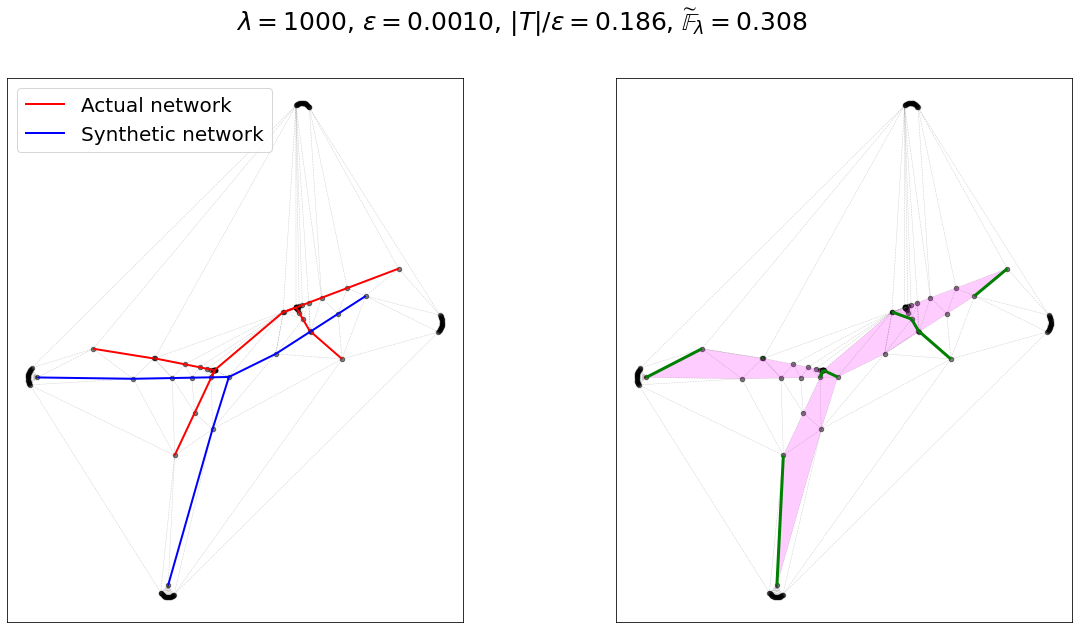 λ = 1000, ε = 0.0010, |T|/ε = 0.186, 𝔽̃_λ = 0.308
Actual network
Synthetic network